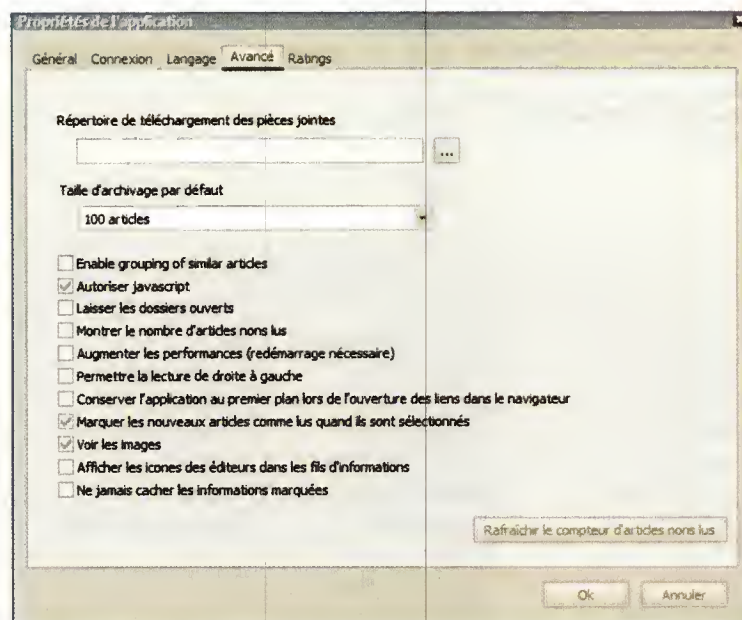 Propriétés de l'application
Général Connexion Langage Avancé Ratings
Répertoire de téléchargement des pièces jointes
...
Taille d'archivage par défaut
100 articles
Enable grouping of similar articles
Autoriser javascript
Laisser les dossiers ouverts
Montrer le nombre d'articles nons lus
Augmenter les performances (redémarrage nécessaire)
Permettre la lecture de droite à gauche
Conserver l'application au premier plan lors de l'ouverture des liens dans le navigateur
Marquer les nouveaux articles comme lus quand ils sont sélectionnés
Voir les images
Afficher les icones des éditeurs dans les fils d'informations
Ne jamais cacher les informations marquées
Rafraîchir le compteur d'articles nons lus
Ok Annuler